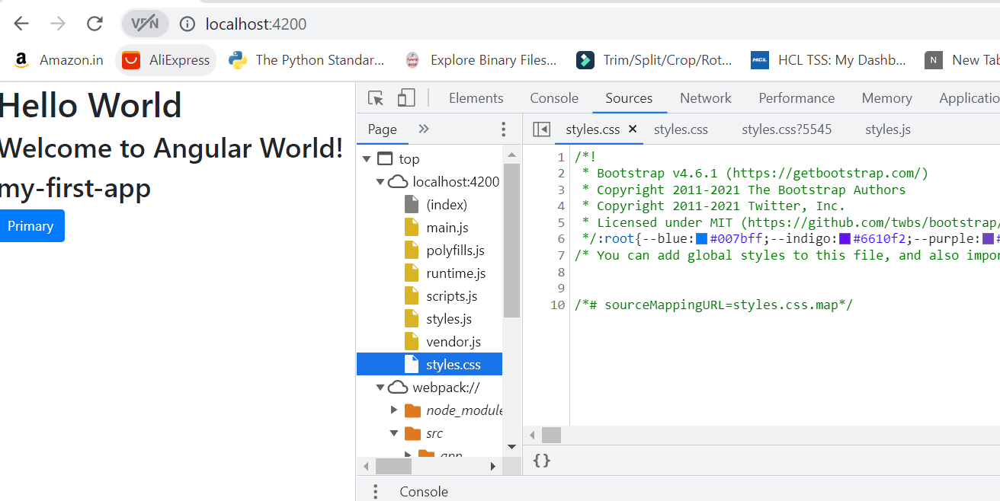 VPN
localhost:4200
a Amazon.in AliExpress The Python Standar... Explore Binary Files... Trim/Split/Crop/Rot... HCL HCL TSS: My Dashb... N New Tab
Hello World
Welcome to Angular World!
my-first-app
Primary
Elements Console Sources Network Performance Memory Applicatio
Page
styles.css × styles.css styles.css?5545 styles.js
top
localhost:4200
(index)
main.js
polyfills.js
runtime.js
scripts.js
styles.js
vendor.js
styles.css
webpack://
node_module
src
app
1 /*!
2 * Bootstrap v4.6.1 (https://getbootstrap.com/)
3 * Copyright 2011-2021 The Bootstrap Authors
4 * Copyright 2011-2021 Twitter, Inc.
5 * Licensed under MIT (https://github.com/twbs/bootstrap/
6 */:root{--blue:#007bff;--indigo:#6610f2;--purple:#
7 /* You can add global styles to this file, and also impor
8
9
10 /*# sourceMappingURL=styles.css.map*/
{}
Console